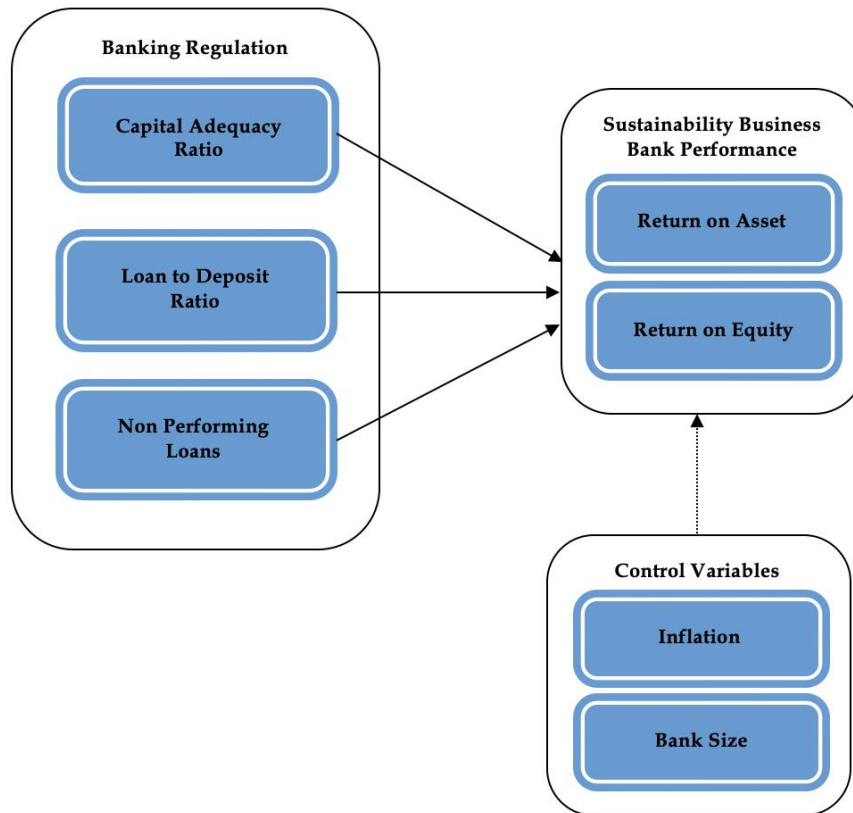 Banking Regulation
Capital Adequacy
Ratio
Loan to Deposit
Ratio
Non Performing
Loans
Sustainability Business
Bank Performance
Return on Asset
Return on Equity
Control Variables
Inflation
Bank Size